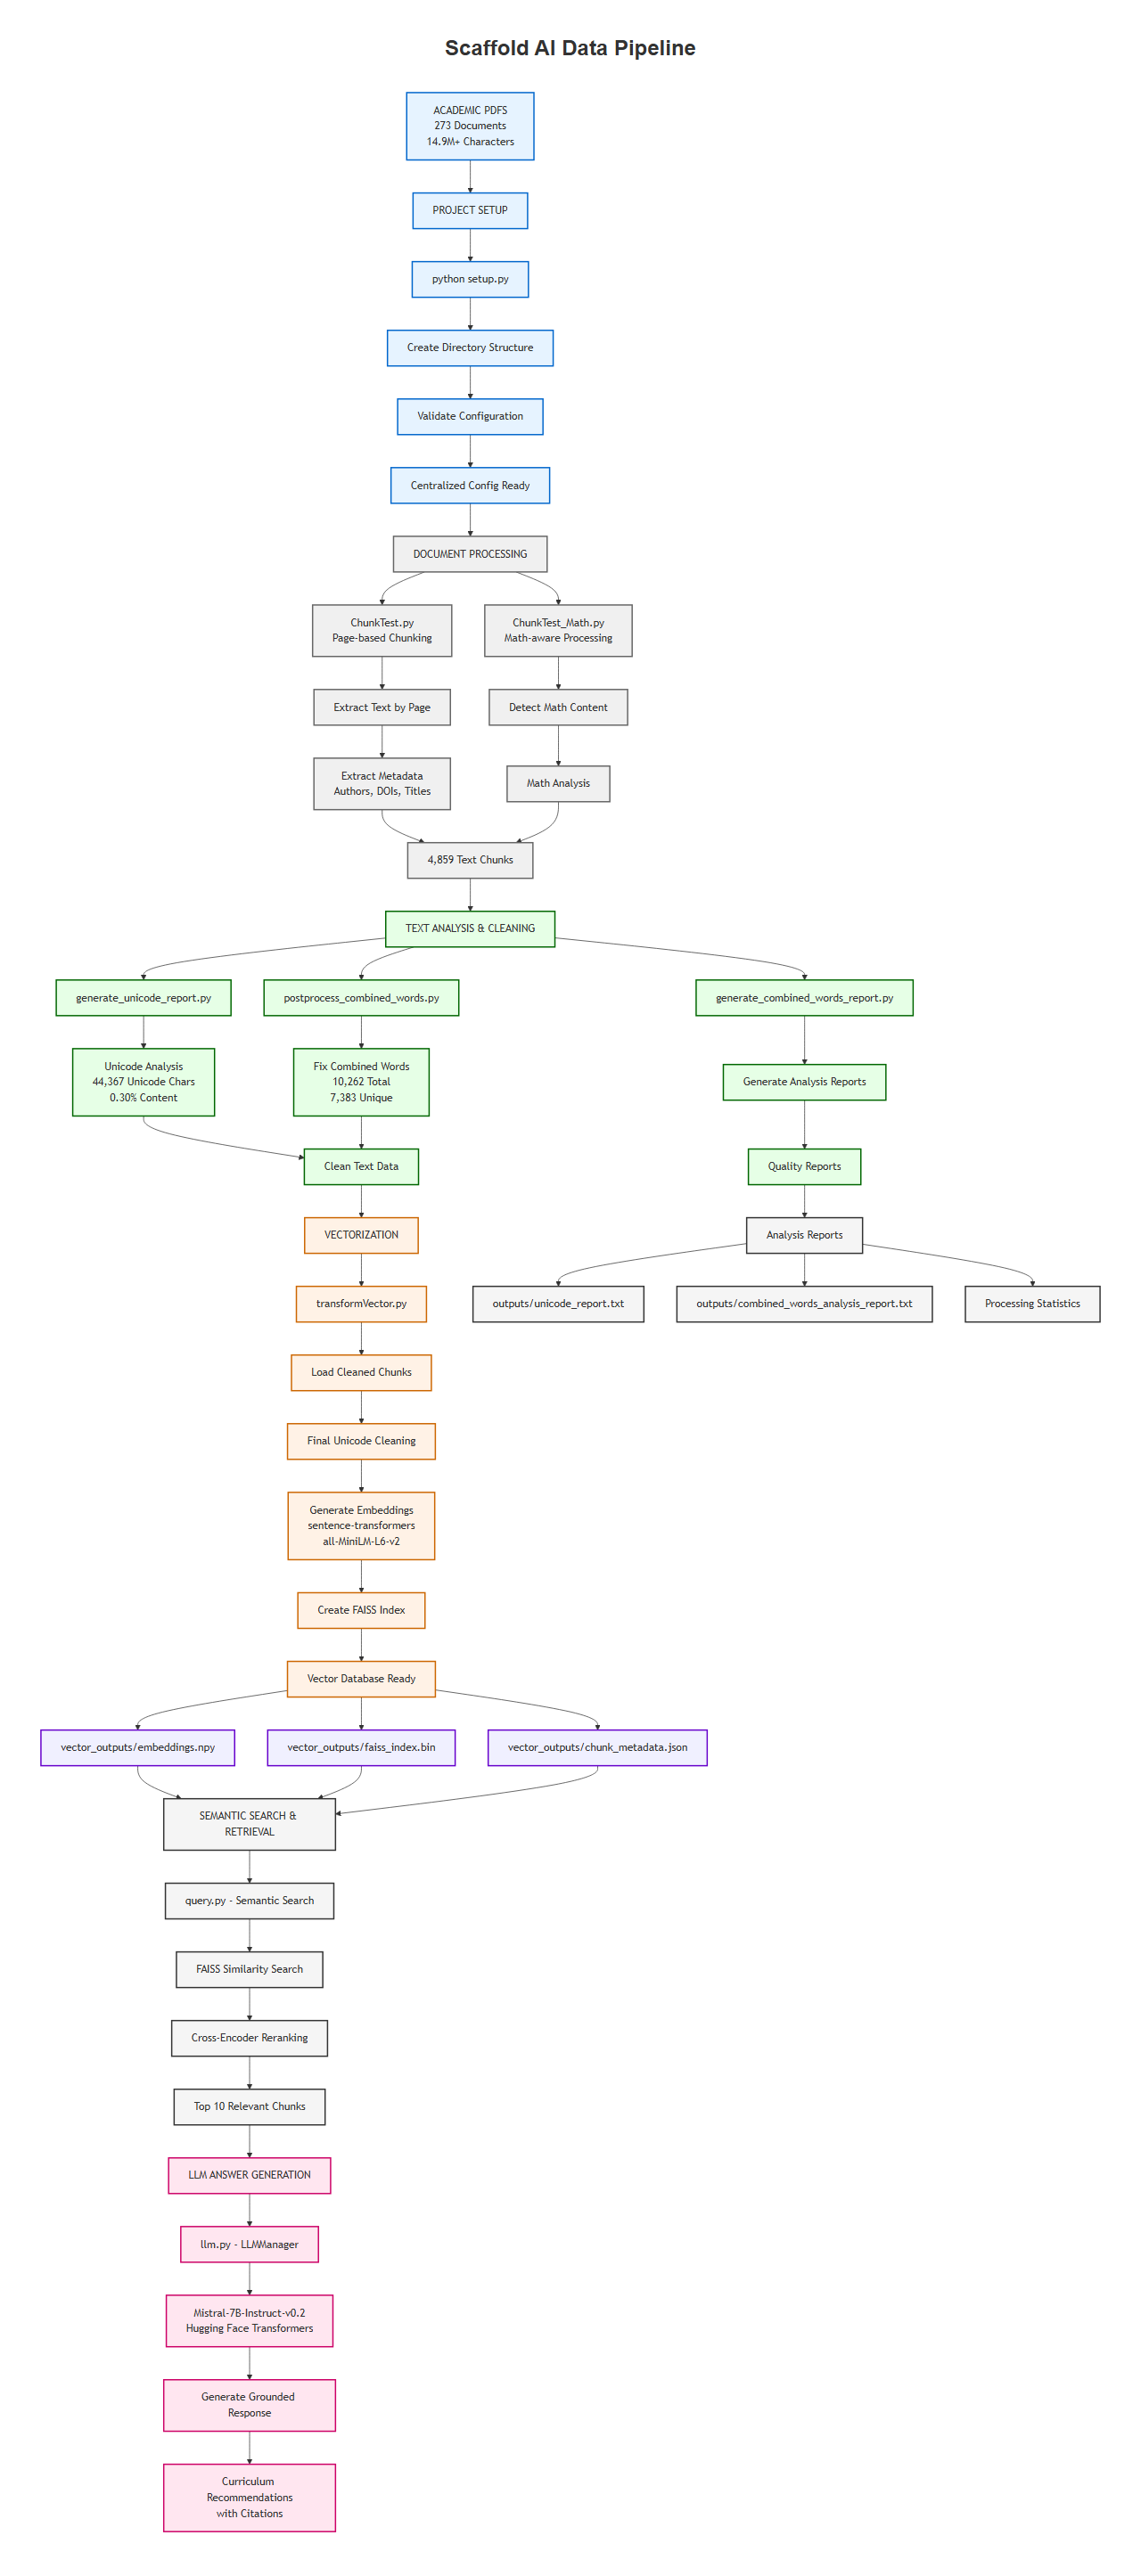 Scaffold AI Data Pipeline
ACADEMIC PDFS
273 Documents
14.9M+ Characters
PROJECT SETUP
python setup.py
Create Directory Structure
Validate Configuration
Centralized Config Ready
DOCUMENT PROCESSING
ChunkTest.py
Page-based Chunking
ChunkTest_Math.py
Math-aware Processing
Extract Text by Page
Detect Math Content
Extract Metadata
Authors, DOIs, Titles
Math Analysis
4,859 Text Chunks
TEXT ANALYSIS & CLEANING
generate_unicode_report.py
postprocess_combined_words.py
generate_combined_words_report.py
Unicode Analysis
44,367 Unicode Chars
0.30% Content
Fix Combined Words
10,262 Total
7,383 Unique
Generate Analysis Reports
Clean Text Data
Quality Reports
VECTORIZATION
Analysis Reports
transformVector.py
outputs/unicode_report.txt
outputs/combined_words_analysis_report.txt
Processing Statistics
Load Cleaned Chunks
Final Unicode Cleaning
Generate Embeddings
sentence-transformers
all-MiniLM-L6-v2
Create FAISS Index
Vector Database Ready
vector_outputs/embeddings.npy
vector_outputs/faiss_index.bin
vector_outputs/chunk_metadata.json
SEMANTIC SEARCH &
RETRIEVAL
query.py - Semantic Search
FAISS Similarity Search
Cross-Encoder Reranking
Top 10 Relevant Chunks
LLM ANSWER GENERATION
llm.py - LLMManager
Mistral-7B-Instruct-v0.2
Hugging Face Transformers
Generate Grounded
Response
Curriculum
Recommendations
with Citations